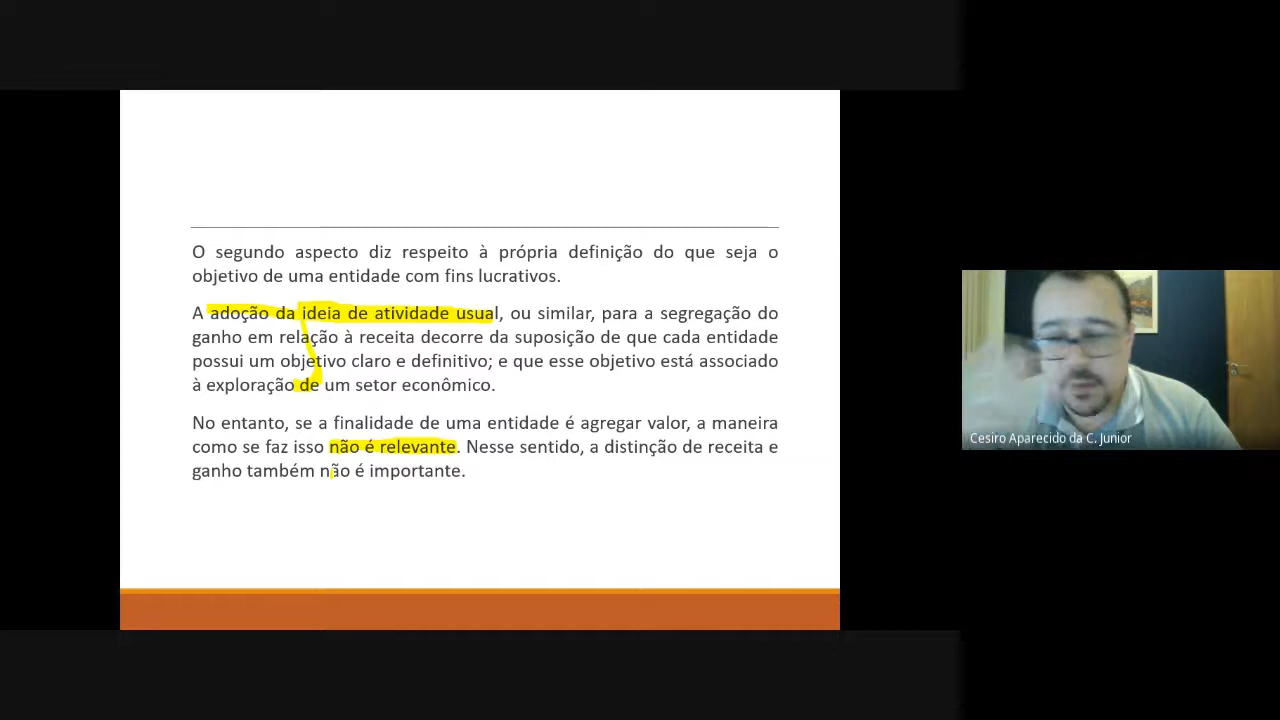 O segundo aspecto diz respeito à própria definição do que seja o
objetivo de uma entidade com fins lucrativos.
A adoção da ideia de atividade usual, ou similar, para a segregação do
ganho em relação à receita decorre da suposição de que cada entidade
possui um objetivo claro e definitivo; e que esse objetivo está associado
à exploração de um setor econômico.
No entanto, se a finalidade de uma entidade é agregar valor, a maneira
como se faz isso não é relevante. Nesse sentido, a distinção de receita e
ganho também não é importante.
Cesiro Aparecido da C. Junior